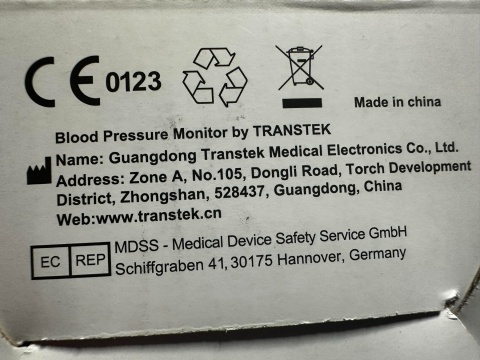 CE 0123
Made in china
Blood Pressure Monitor by TRANSTEK
Name: Guangdong Transtek Medical Electronics Co., Ltd.
Address: Zone A, No.105, Dongli Road, Torch Development
District, Zhongshan, 528437, Guangdong, China
Web:www.transtek.cn
EC REP
MDSS - Medical Device Safety Service GmbH
Schiffgraben 41, 30175 Hannover, Germany